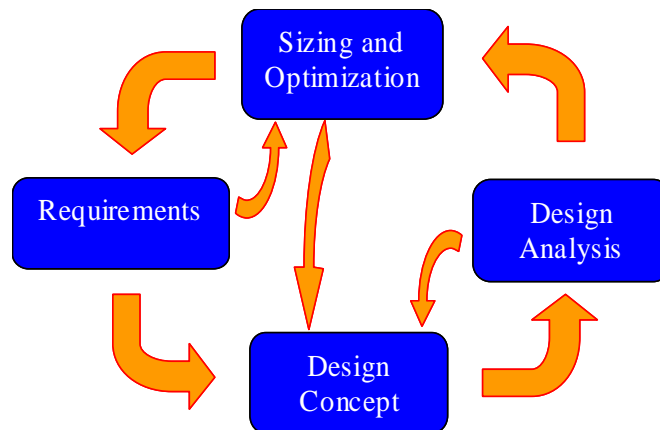 Sizing and
Optimization
Requirements
Design
Analysis
Design
Concept